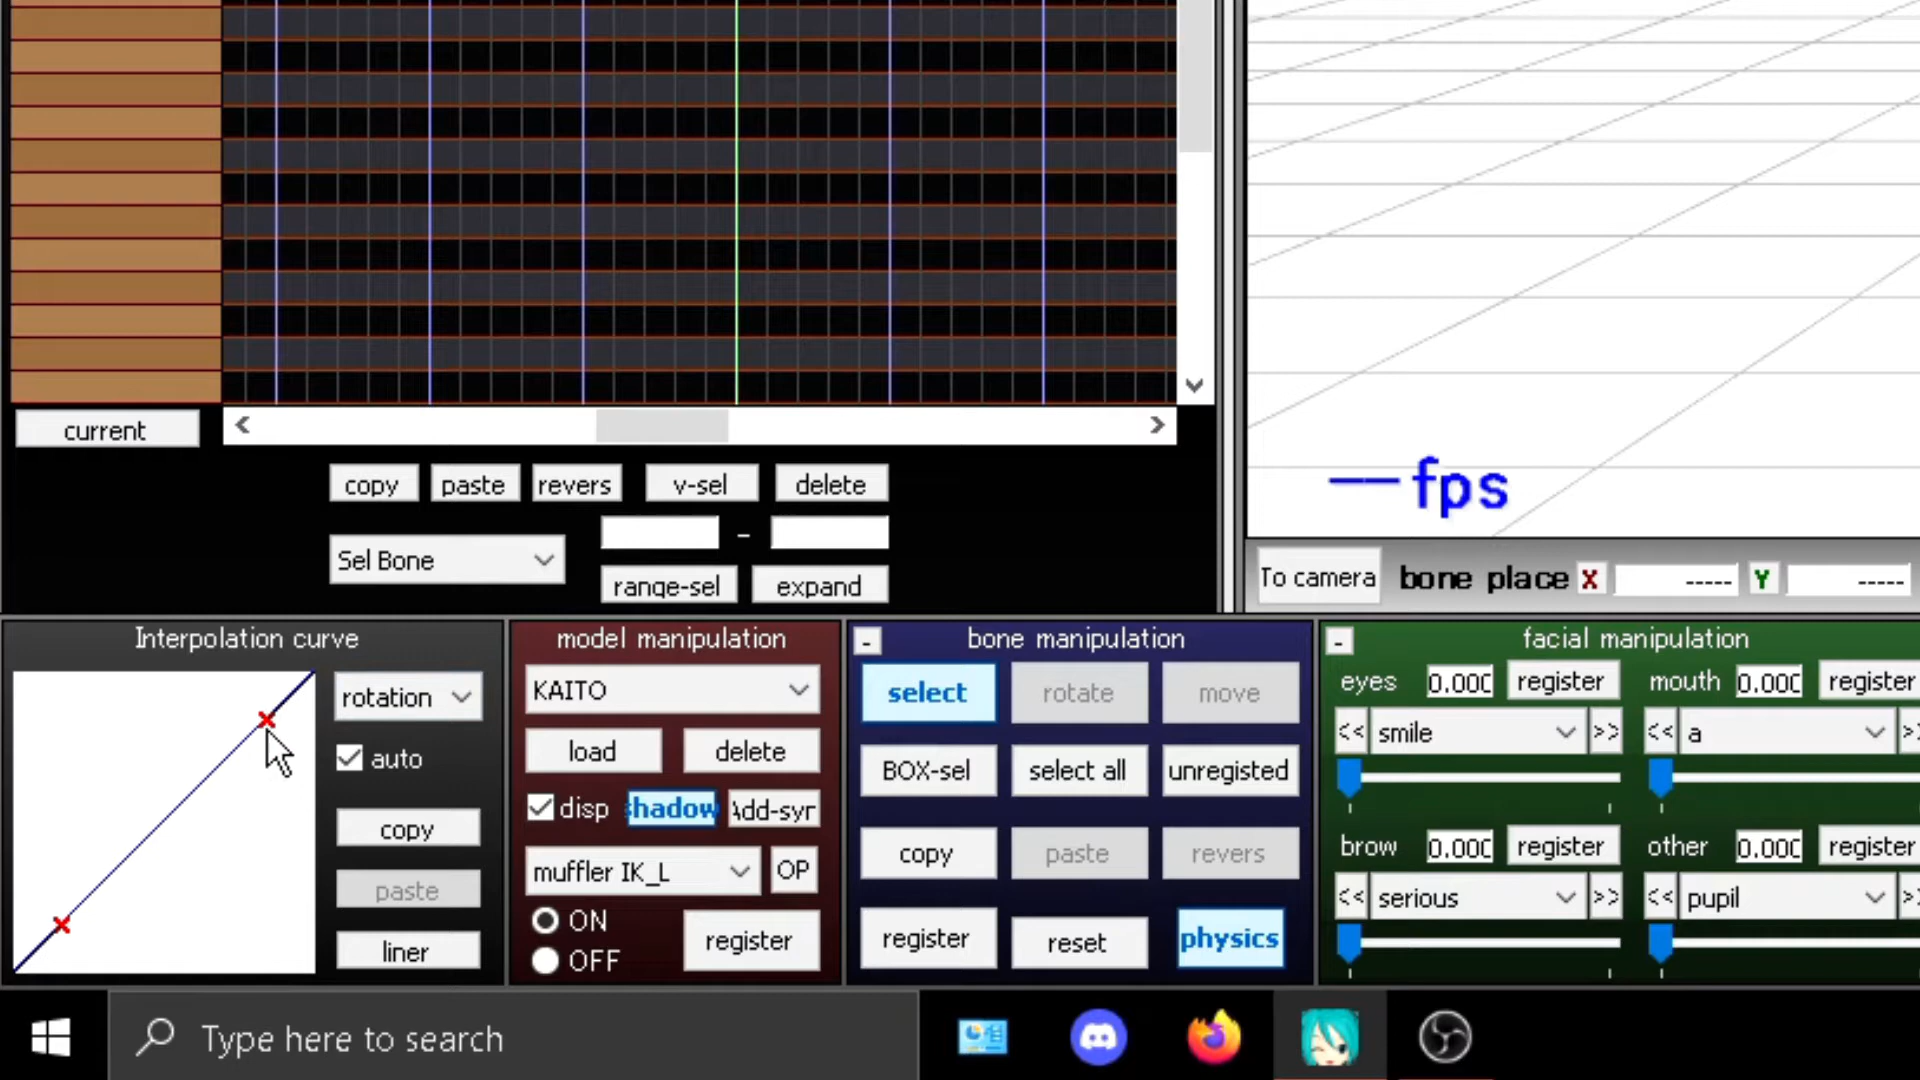 current
copy paste revers v-sel delete
Sel Bone -
range-sel expand
--fps
To camera bone place X ----- Y -----
Interpolation curve
rotation
auto
copy
paste
liner
model manipulation
KAITO
load delete
disp shadow Add-syn
muffler IK_L OP
ON
OFF
register
- bone manipulation
select rotate move
BOX-sel select all unregisted
copy paste revers
register reset physics
- facial manipulation
eyes 0.000 register mouth 0.000 register
<< smile >> << a >>
brow 0.000 register other 0.000 register
<< serious >> << pupil >>
Type here to search